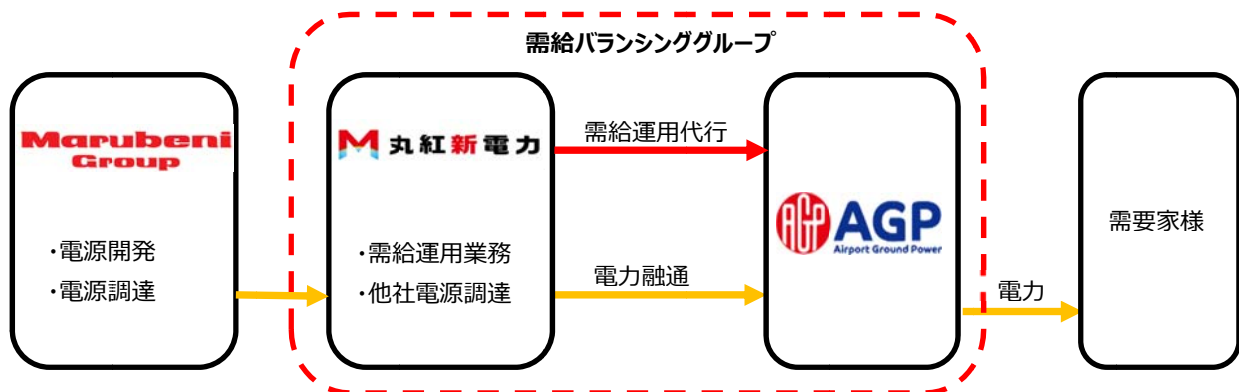 需給バランシンググループ
Marubeni
Group
・電源開発
・電源調達
丸紅新電力
・需給運用業務
・他社電源調達
需給運用代行
電力融通
AGP
AGP
Airport Ground Power
電力
需要家様